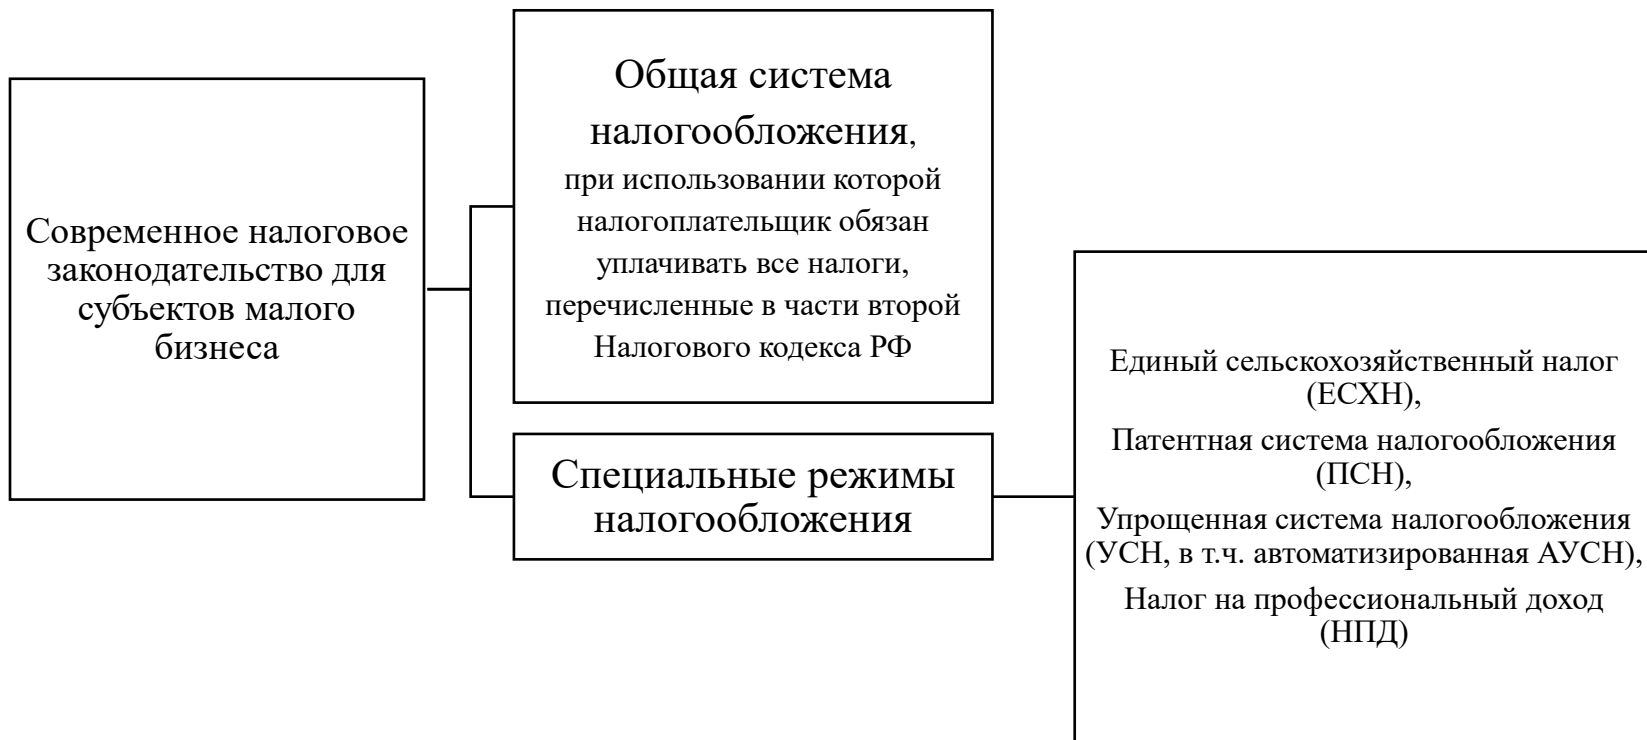 Современное налоговое
законодательство для
субъектов малого
бизнеса
Общая система
налогообложения,
при использовании которой
налогоплательщик обязан
уплачивать все налоги,
перечисленные в части второй
Налогового кодекса РФ
Специальные режимы
налогообложения
Единый сельскохозяйственный налог
(ЕСХН),
Патентная система налогообложения
(ПСН),
Упрощенная система налогообложения
(УСН, в т.ч. автоматизированная АУСН),
Налог на профессиональный доход
(НПД)